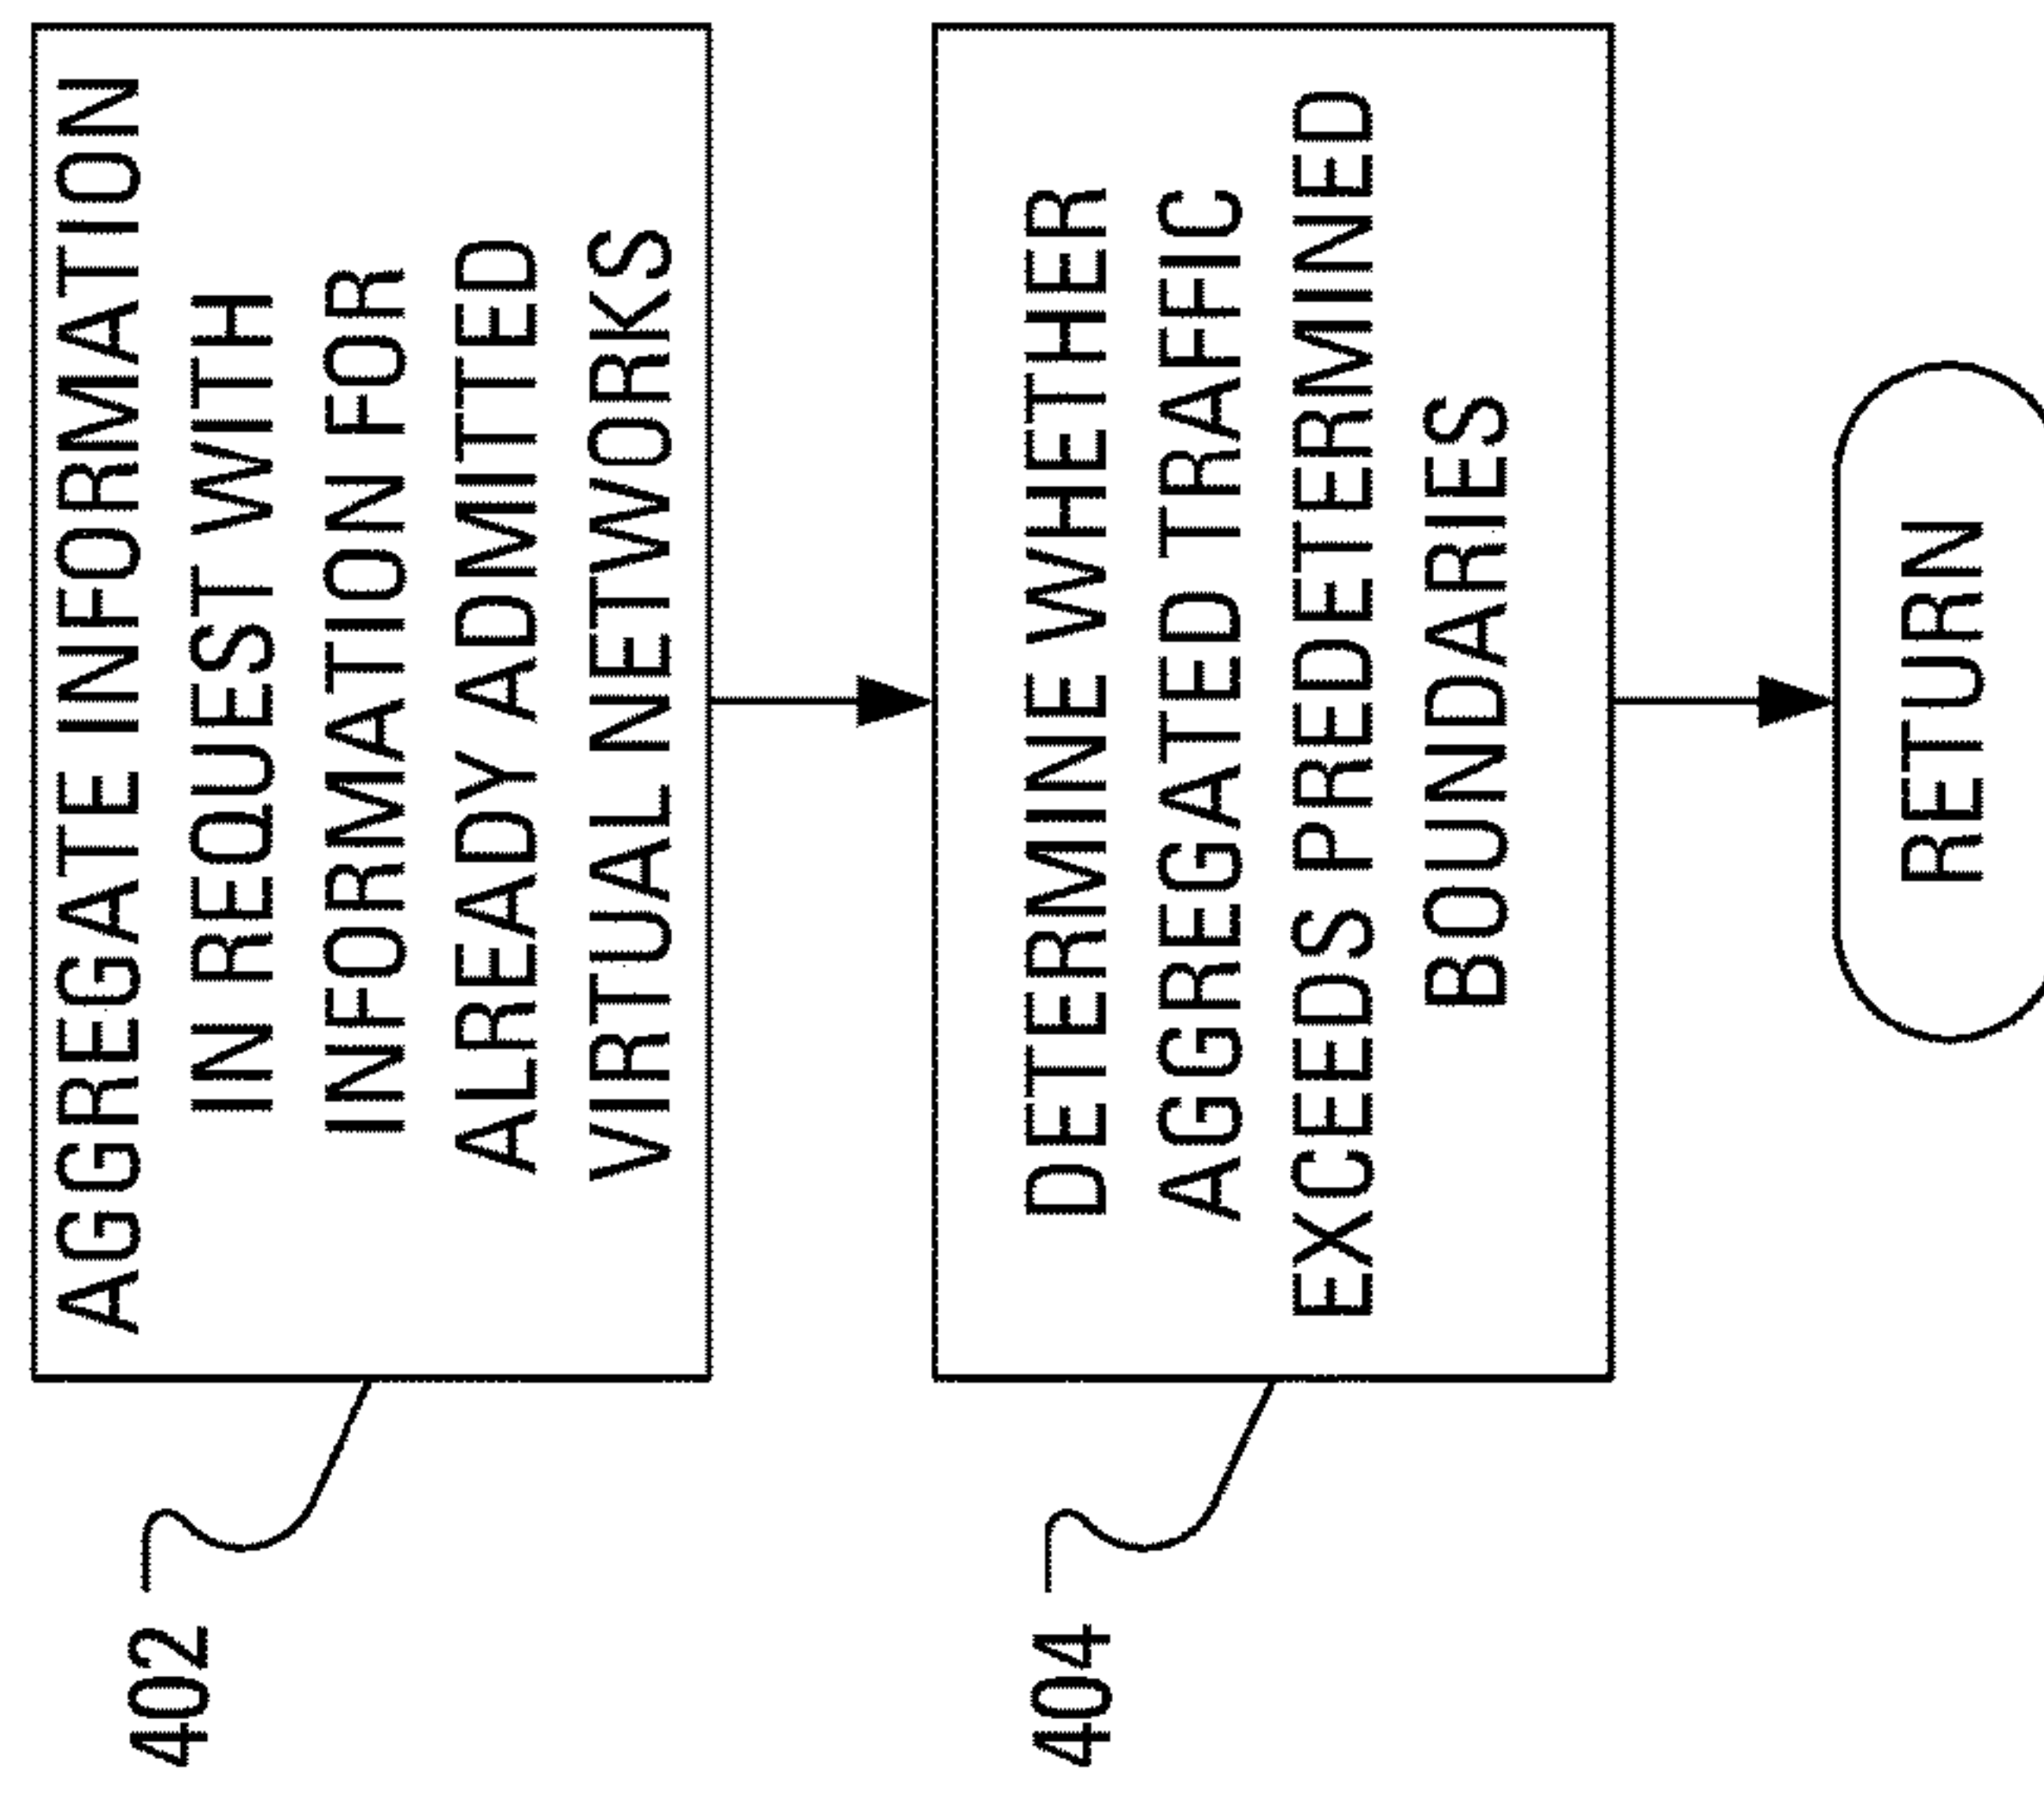 402
AGGREGATE INFORMATION
IN REQUEST WITH
INFORMATION FOR
ALREADY ADMITTED
VIRTUAL NETWORKS
404
DETERMINE WHETHER
AGGREGATED TRAFFIC
EXCEEDS PREDETERMINED
BOUNDARIES
RETURN